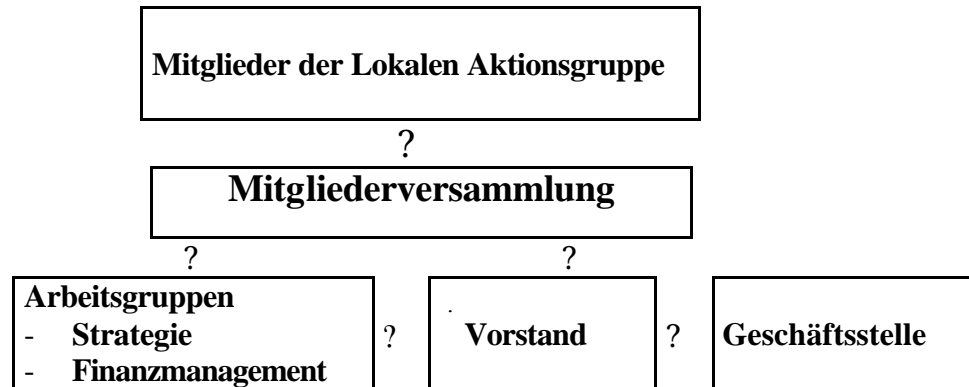 Mitglieder der Lokalen Aktionsgruppe
?
Mitgliederversammlung
? ?
Arbeitsgruppen
- Strategie
- Finanzmanagement
?
. Vorstand
?
Geschäftsstelle